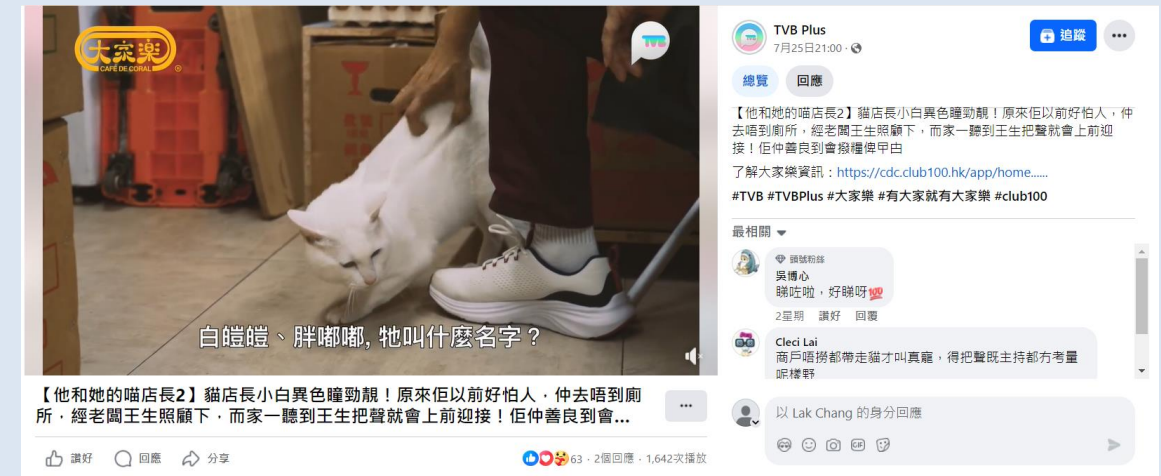 大家樂
CAFÉ DE CORAL
®
TVB
白皚皚、胖嘟嘟, 牠叫什麼名字？
【他和她的喵店長2】貓店長小白異色瞳勁靚！原來佢以前好怕人，仲去唔到廁
所，經老闆王生照顧下，而家一聽到王生把聲就會上前迎接！佢仲善良到會...
讚好 回應 分享
63 · 2個回應 · 1,642次播放
TVB Plus
7月25日21:00 ·
追蹤
總覽 回應
【他和她的喵店長2】貓店長小白異色瞳勁靚！原來佢以前好怕人，仲
去唔到廁所，經老闆王生照顧下，而家一聽到王生把聲就會上前迎
接！佢仲善良到會撥糧俾曱甴
了解大家樂資訊：https://cdc.club100.hk/app/home......
#TVB #TVBPlus #大家樂 #有大家就有大家樂 #club100
最相關
頭號粉絲
吳博心
睇咗啦，好睇呀💯
2星期 讚好 回覆
Cleci Lai
商戶唔撈都帶走貓才叫真寵，得把聲既主持都冇考量
呢樣野
以 Lak Chang 的身分回應
GIF